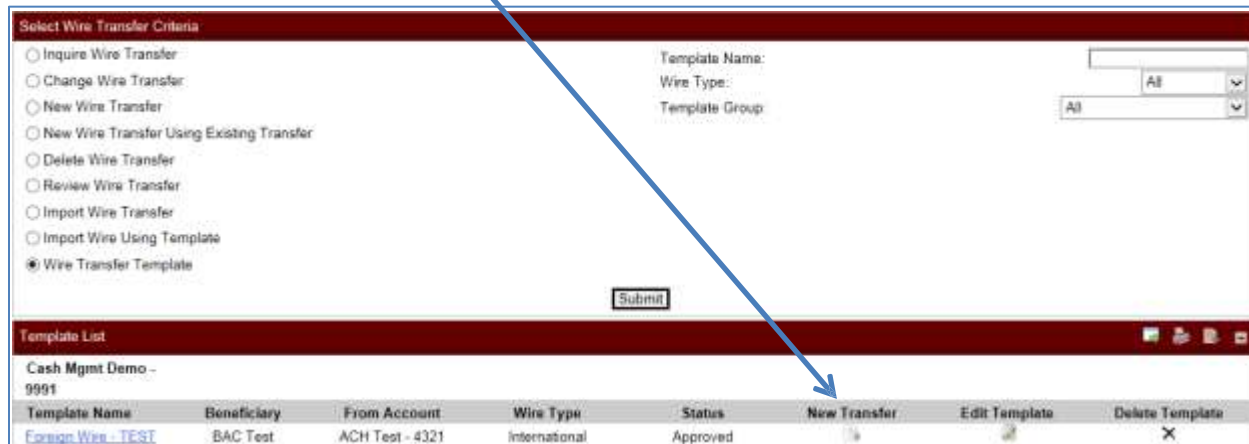 Select Wire Transfer Criteria
Inquire Wire Transfer
Template Name:
Change Wire Transfer
Wire Type: All
New Wire Transfer
Template Group: All
New Wire Transfer Using Existing Transfer
Delete Wire Transfer
Review Wire Transfer
Import Wire Transfer
Import Wire Using Template
Wire Transfer Template
Submit
Template List
Cash Mgmt Demo -
9991
Template Name Beneficiary From Account Wire Type Status New Transfer Edit Template Delete Template
Foreign Wire - TEST BAC Test ACH Test - 4321 International Approved